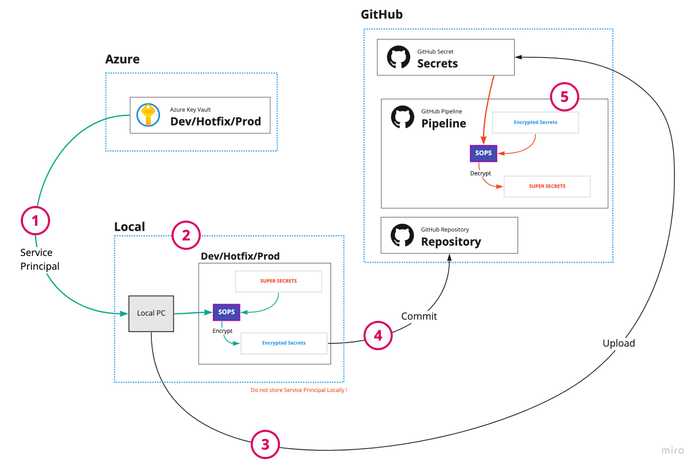 GitHub
GitHub Secret
Secrets
Azure
Azure Key Vault
Dev/Hotfix/Prod
5
GitHub Pipeline
Pipeline
Encrypted Secrets
SOPS
Decrypt
SUPER SECRETS
1
Service
Principal
Local
2
GitHub Repository
Repository
Dev/Hotfix/Prod
SUPER SECRETS
Local PC
SOPS
Encrypt
Encrypted Secrets
4
Commit
Upload
Do not store Service Principal Locally !
3
miro